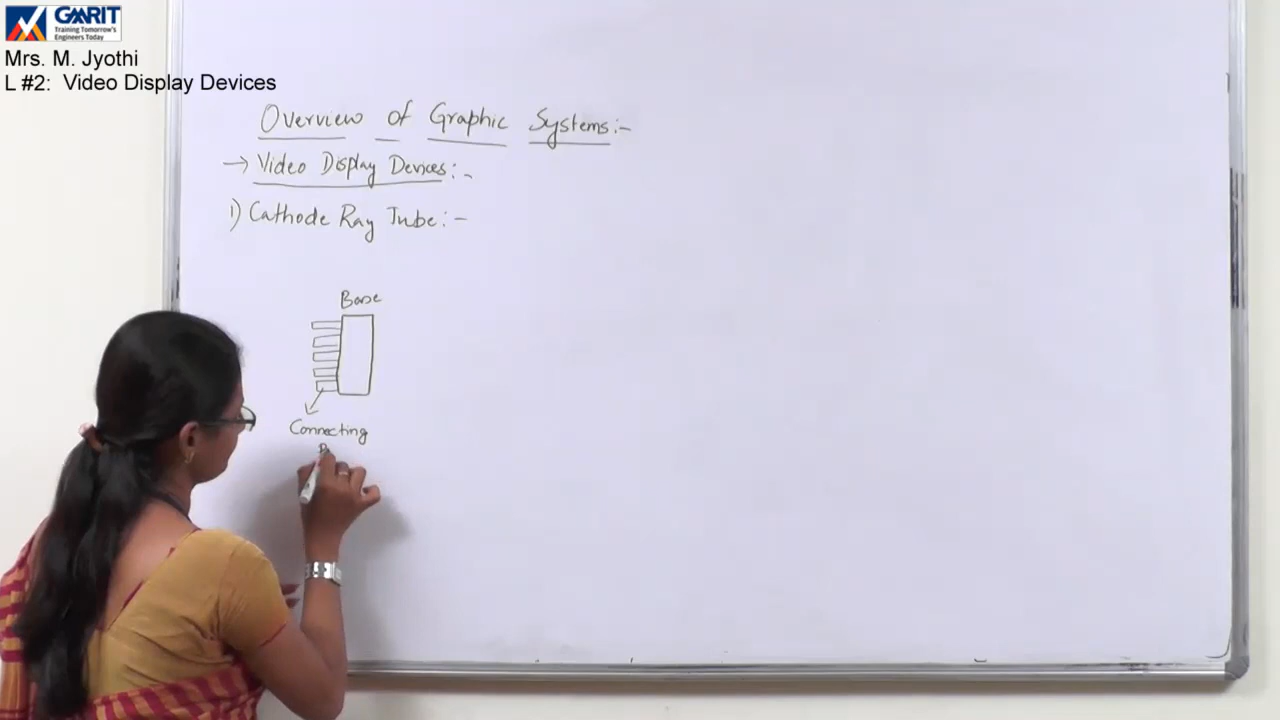 GMRIT
Training Tomorrow's
Engineers Today
Mrs. M. Jyothi
L #2: Video Display Devices
Overview of Graphic Systems:-
→ Video Display Devices:-
1) Cathode Ray Tube:-
Base
Connecting